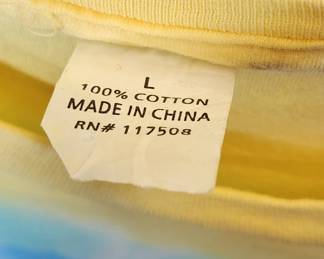 L
100% COTTON
MADE IN CHINA
RN# 117508